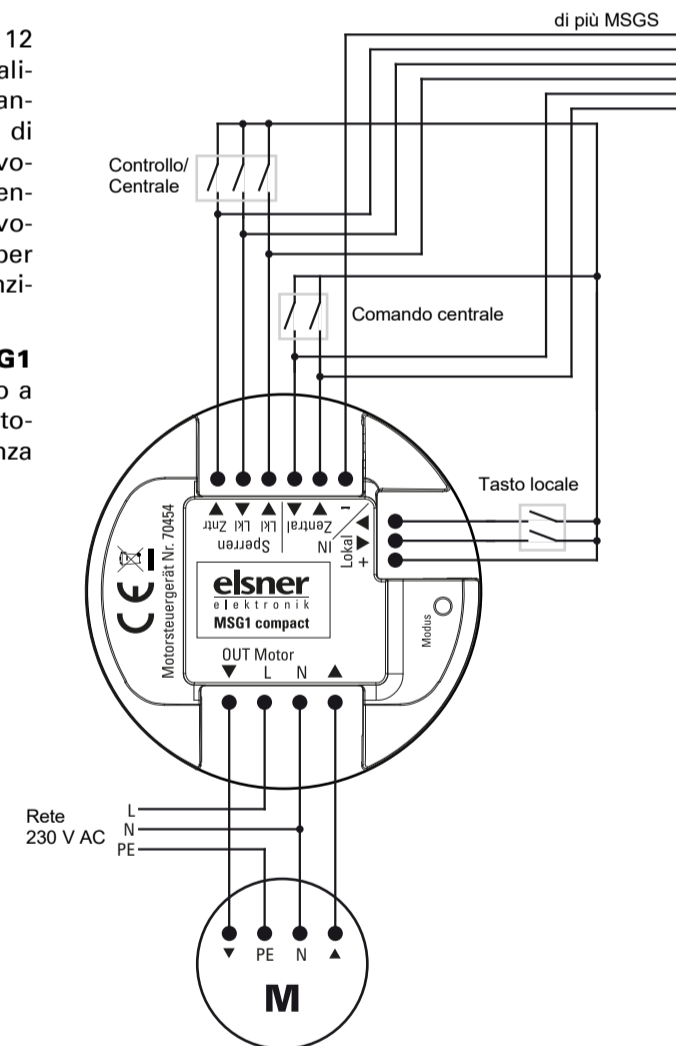 12
ali-
an-
di
vo-
en-
vo-
per
nzi-
G1
o a
to-
nza
di più MSGS
Controllo/
Centrale
Comando centrale
Tasto locale
Zntr Lkl Lkl Zentral
Sperren
IN
Lokal
+
–
Motorsteuergerät Nr. 70454
CE
elsner
elektronik
MSG1 compact
Modus
OUT Motor
▼ L N ▲
Rete
230 V AC
L
N
PE
▼ PE N ▲
M